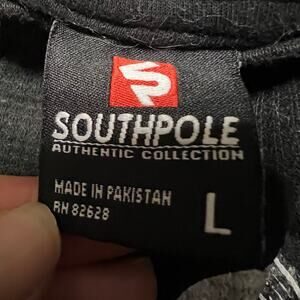 SOUTHPOLE
AUTHENTIC COLLECTION
MADE IN PAKISTAN
RN 82628
L